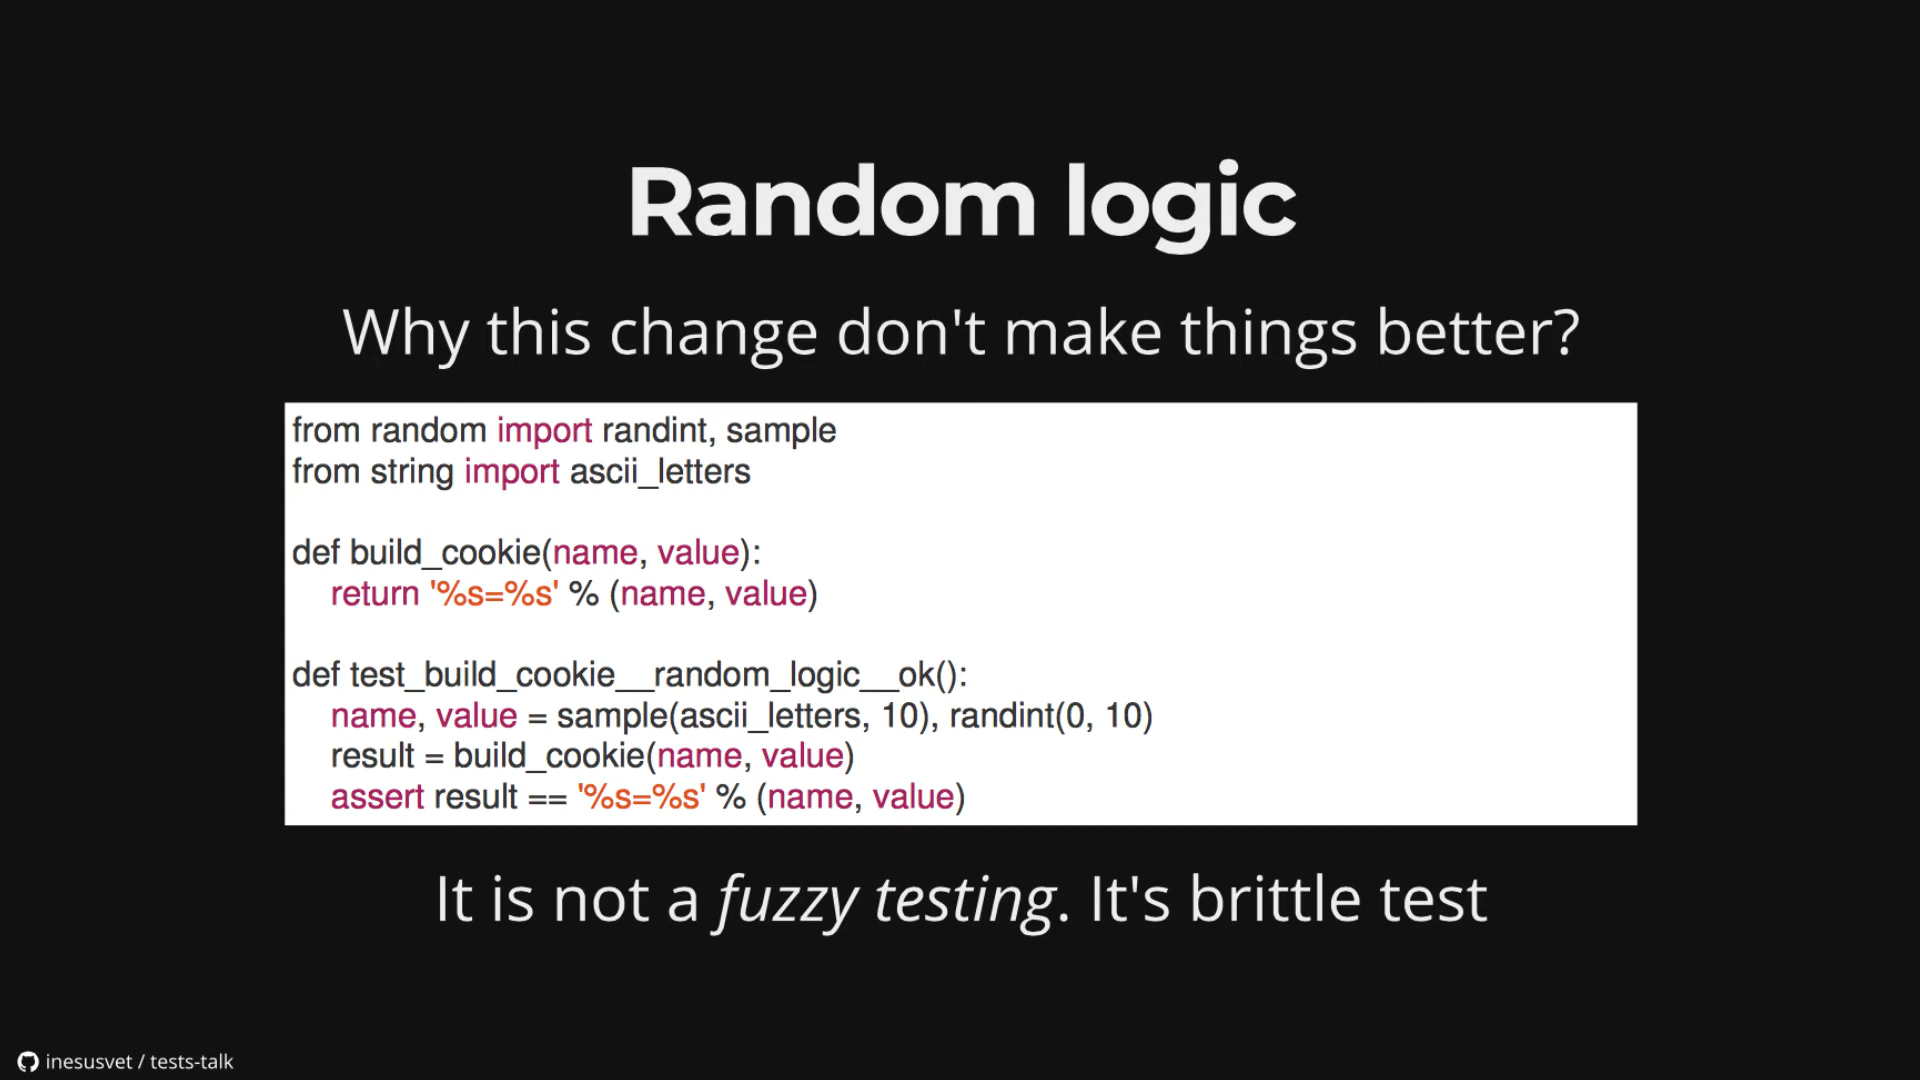 Random logic
Why this change don't make things better?
from random import randint, sample
from string import ascii_letters
def build_cookie(name, value):
    return '%s=%s' % (name, value)
def test_build_cookie__random_logic__ok():
    name, value = sample(ascii_letters, 10), randint(0, 10)
    result = build_cookie(name, value)
    assert result == '%s=%s' % (name, value)
It is not a fuzzy testing. It's brittle test
inesusvet / tests-talk